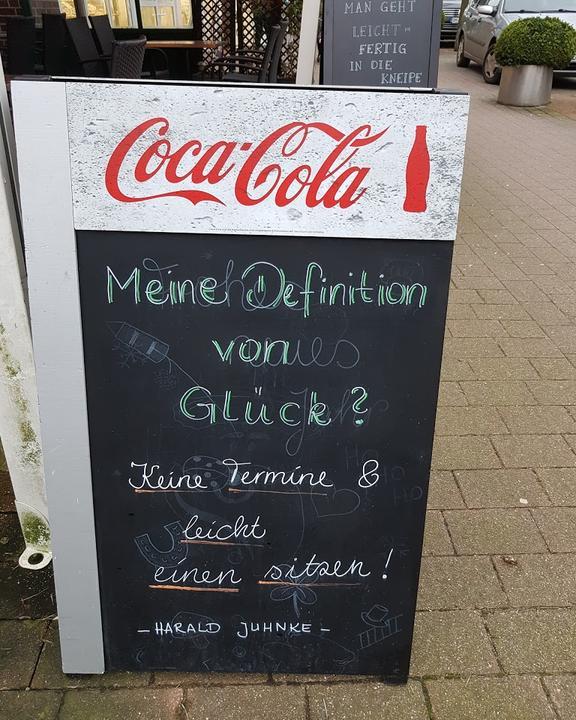 MAN GEHT
LEICHT-
FERTIG
IN DIE
KNEIPE
Coca-Cola
Meine Definition
von
Glück?
Keine Termine &
leicht
einen sitzen!
- HARALD JUHNKE -